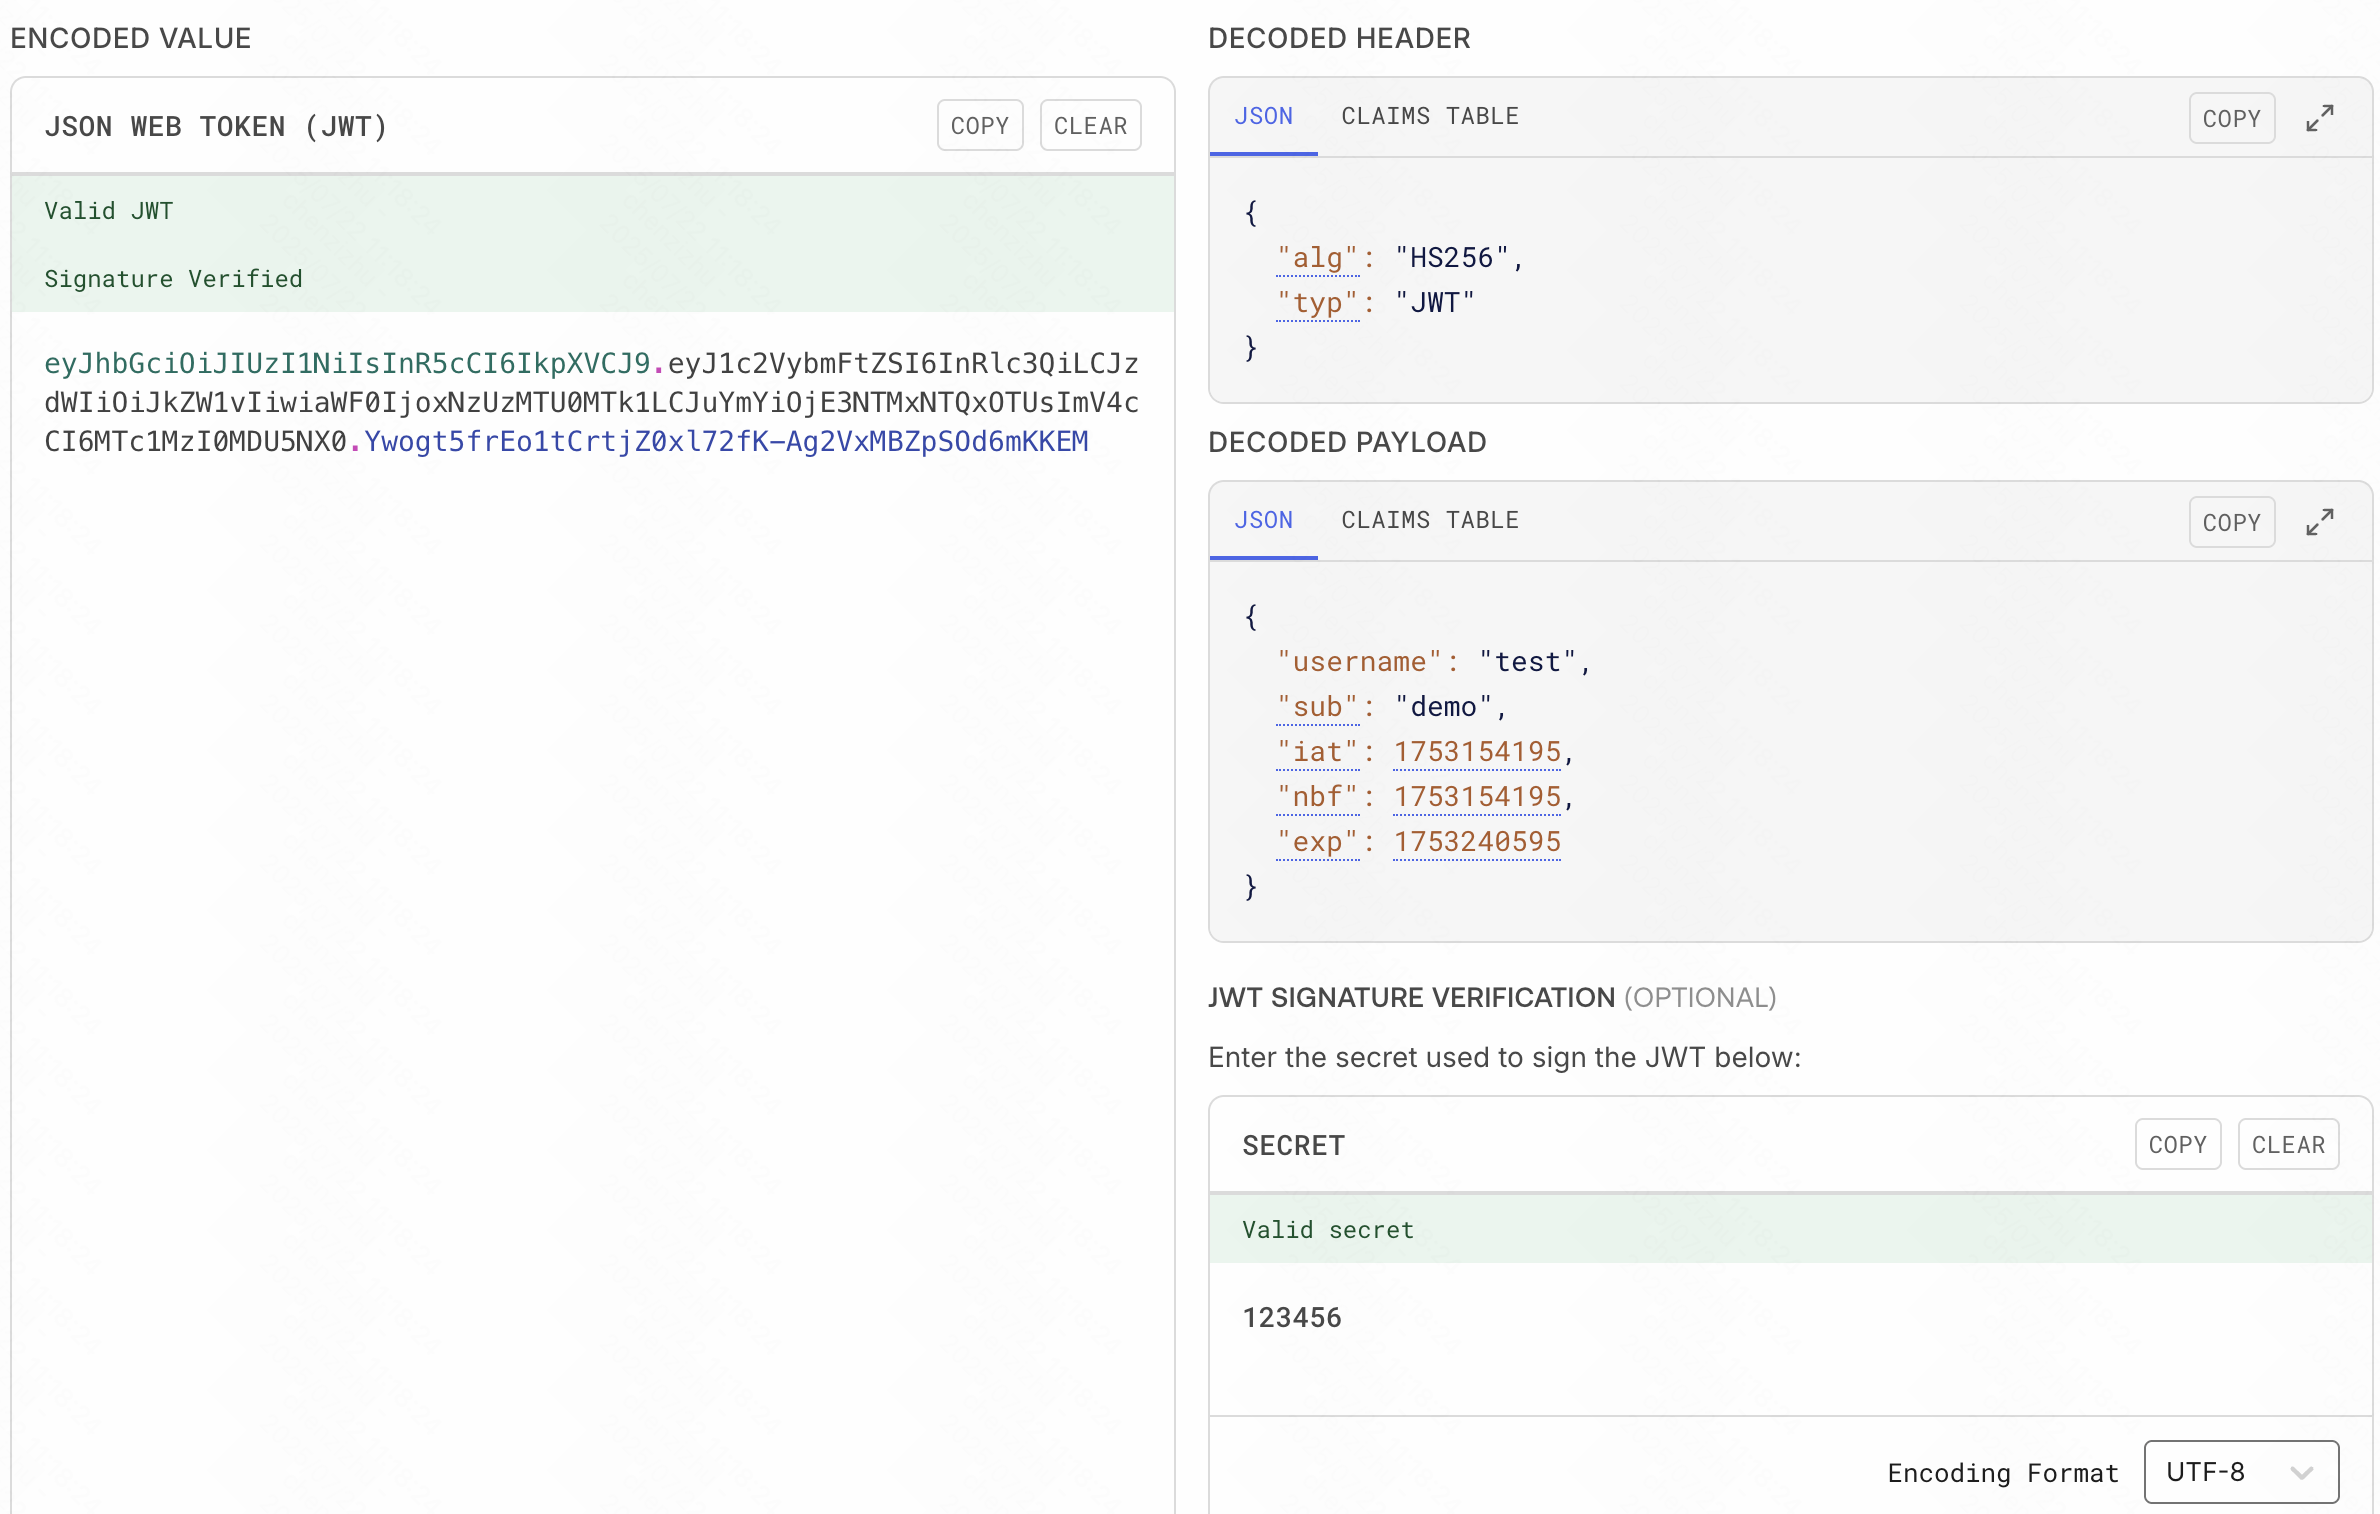 ENCODED VALUE
JSON WEB TOKEN (JWT)
COPY
CLEAR
Valid JWT
Signature Verified
eyJhbGciOiJIUzI1NiIsInR5cCI6IkpXVCJ9.eyJ1c2VybmFtZSI6InRlc3QiLCJz
dWIiOiJkZW1vIiwiaWF0IjoxNzUzMTU0MTk1LCJuYmYiOjE3NTMxNTQxOTUsImV4c
CI6MTc1MzI0MDU5NX0.Ywogt5frEo1tCrtjZ0xl72fK-Ag2VxMBZpSOd6mKKEM
DECODED HEADER
JSON
CLAIMS TABLE
COPY
{
"alg": "HS256",
"typ": "JWT"
}
DECODED PAYLOAD
JSON
CLAIMS TABLE
COPY
{
"username": "test",
"sub": "demo",
"iat": 1753154195,
"nbf": 1753154195,
"exp": 1753240595
}
JWT SIGNATURE VERIFICATION (OPTIONAL)
Enter the secret used to sign the JWT below:
SECRET
COPY
CLEAR
Valid secret
123456
Encoding Format
UTF-8